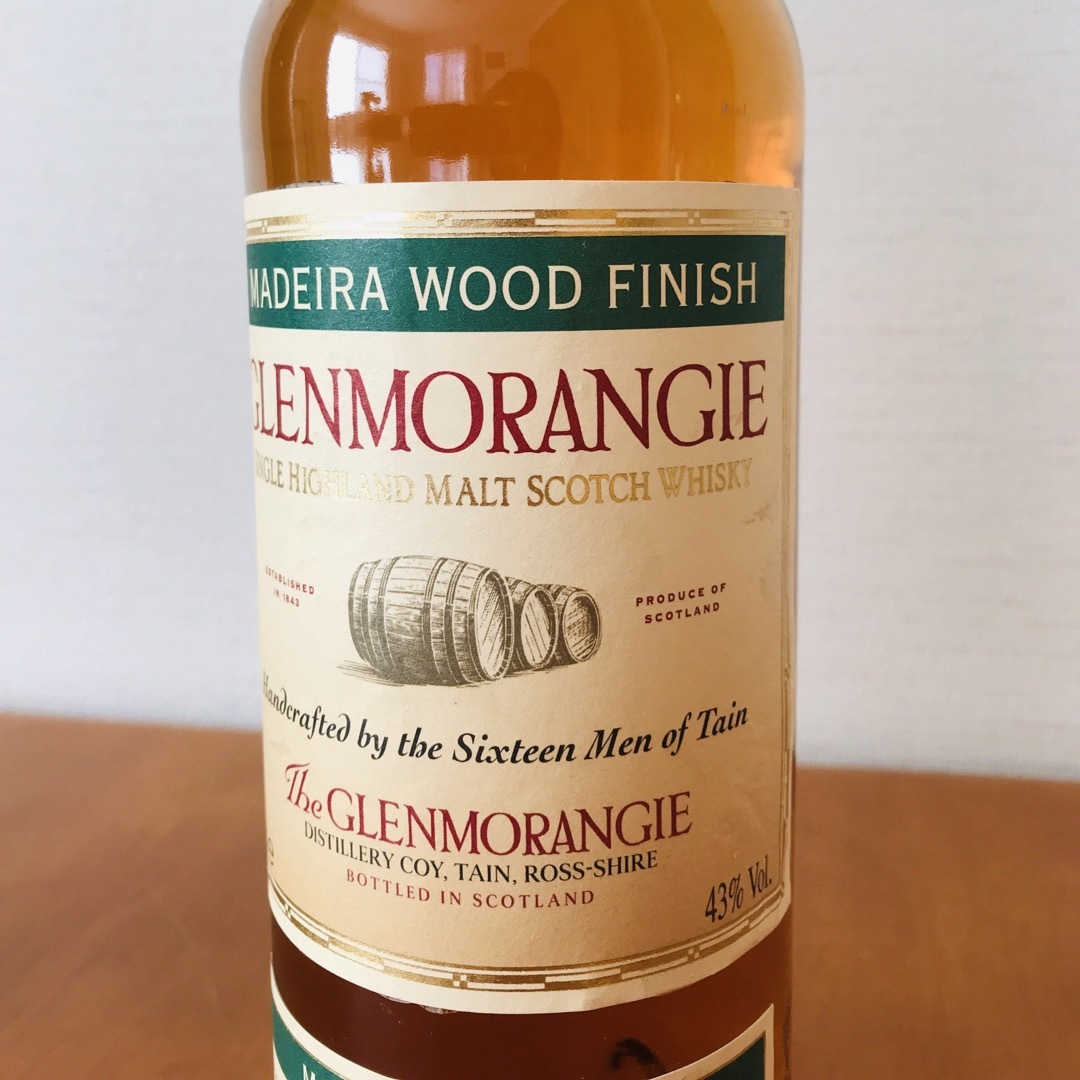 MADEIRA WOOD FINISH
GLENMORANGIE
SINGLE HIGHLAND MALT SCOTCH WHISKY
ESTABLISHED
IN 1843
PRODUCE OF
SCOTLAND
Handcrafted by the Sixteen Men of Tain
The GLENMORANGIE
DISTILLERY COY, TAIN, ROSS-SHIRE
BOTTLED IN SCOTLAND
43% Vol.